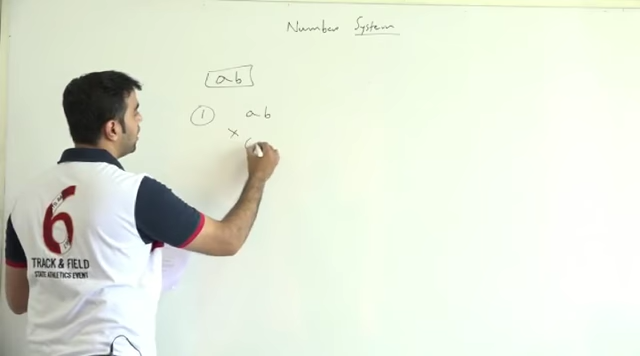 Number System
ab
1 ab
×
6
TRACK & FIELD
STATE ATHLETICS EVENT